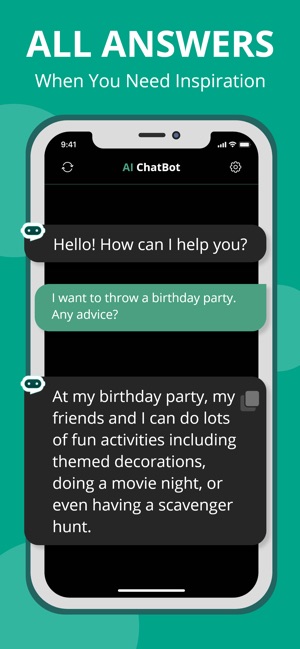 ALL ANSWERS
When You Need Inspiration
9:41
AI ChatBot
Hello! How can I help you?
I want to throw a birthday party.
Any advice?
At my birthday party, my
friends and I can do lots
of fun activities including
themed decorations,
doing a movie night, or
even having a scavenger
hunt.